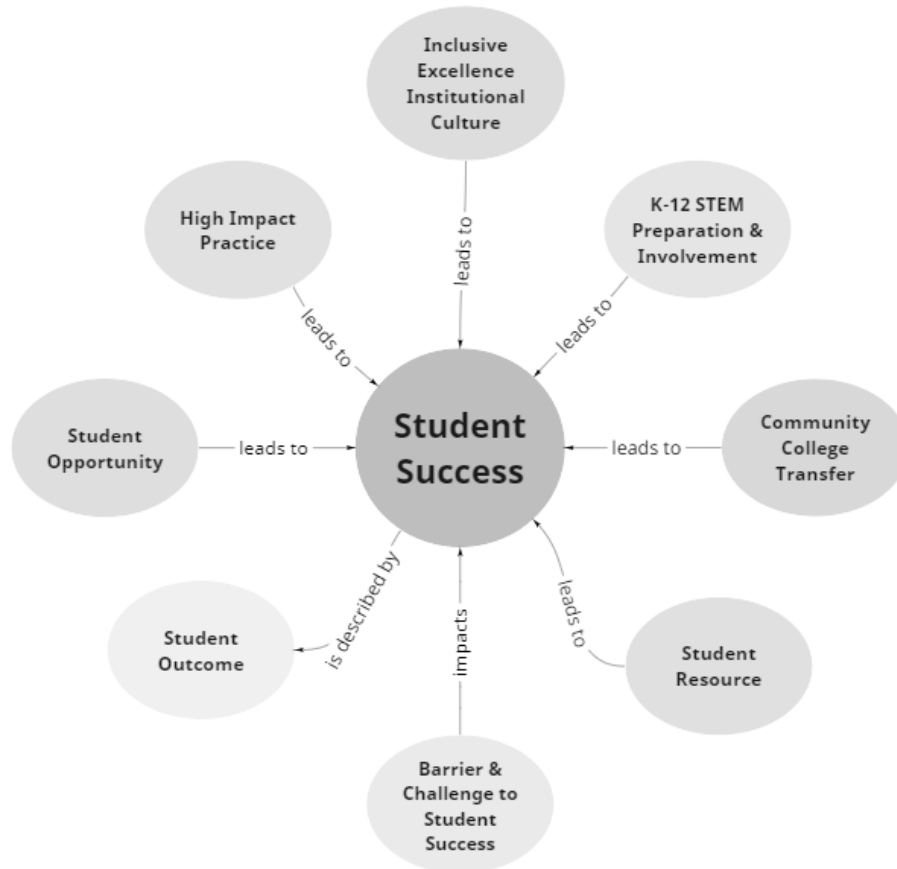 Inclusive
Excellence
Institutional
Culture
High Impact
Practice
K-12 STEM
Preparation &
Involvement
leads to
leads to
leads to
Student
Success
Student
Opportunity
leads to
leads to
Community
College
Transfer
is described by
impacts
leads to
Student
Outcome
Student
Resource
Barrier &
Challenge to
Student
Success